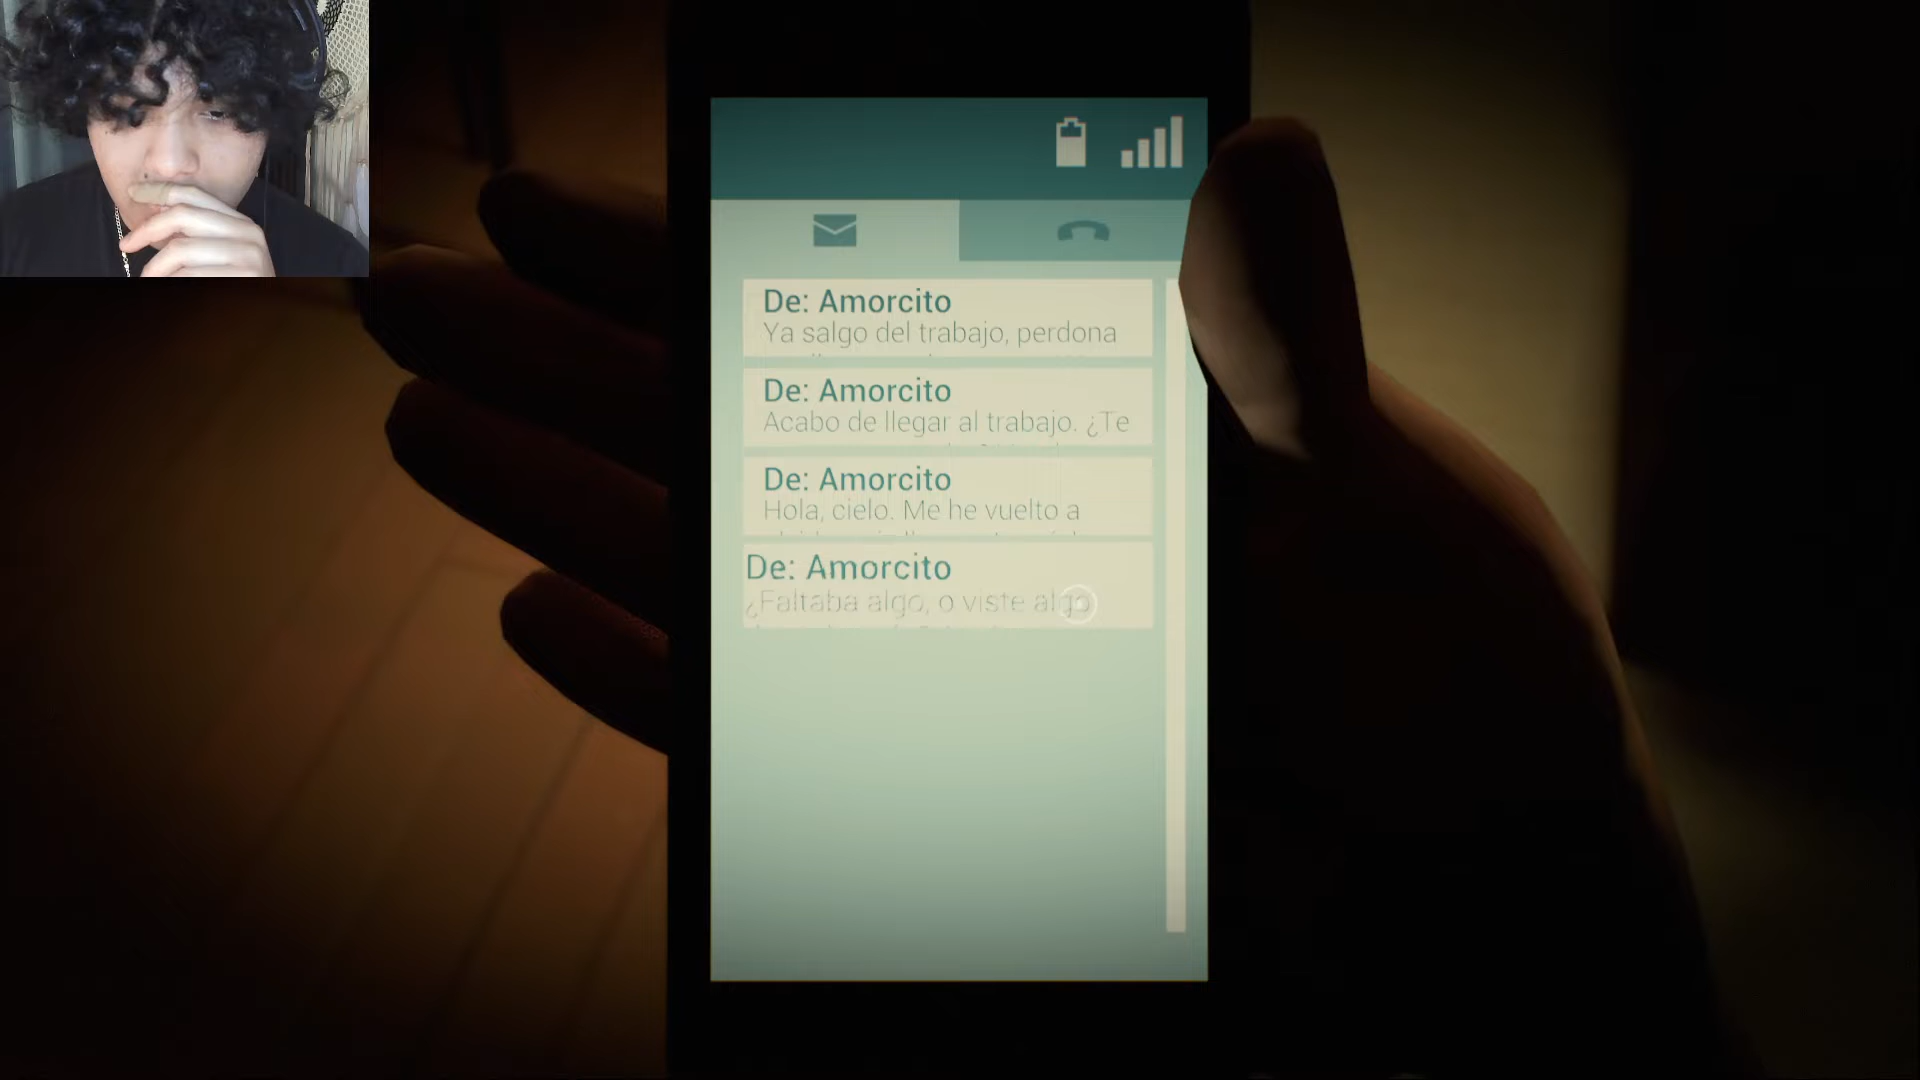 De: Amorcito
Ya salgo del trabajo, perdona
De: Amorcito
Acabo de llegar al trabajo. ¿Te
De: Amorcito
Hola, cielo. Me he vuelto a
De: Amorcito
¿Faltaba algo, o viste algo